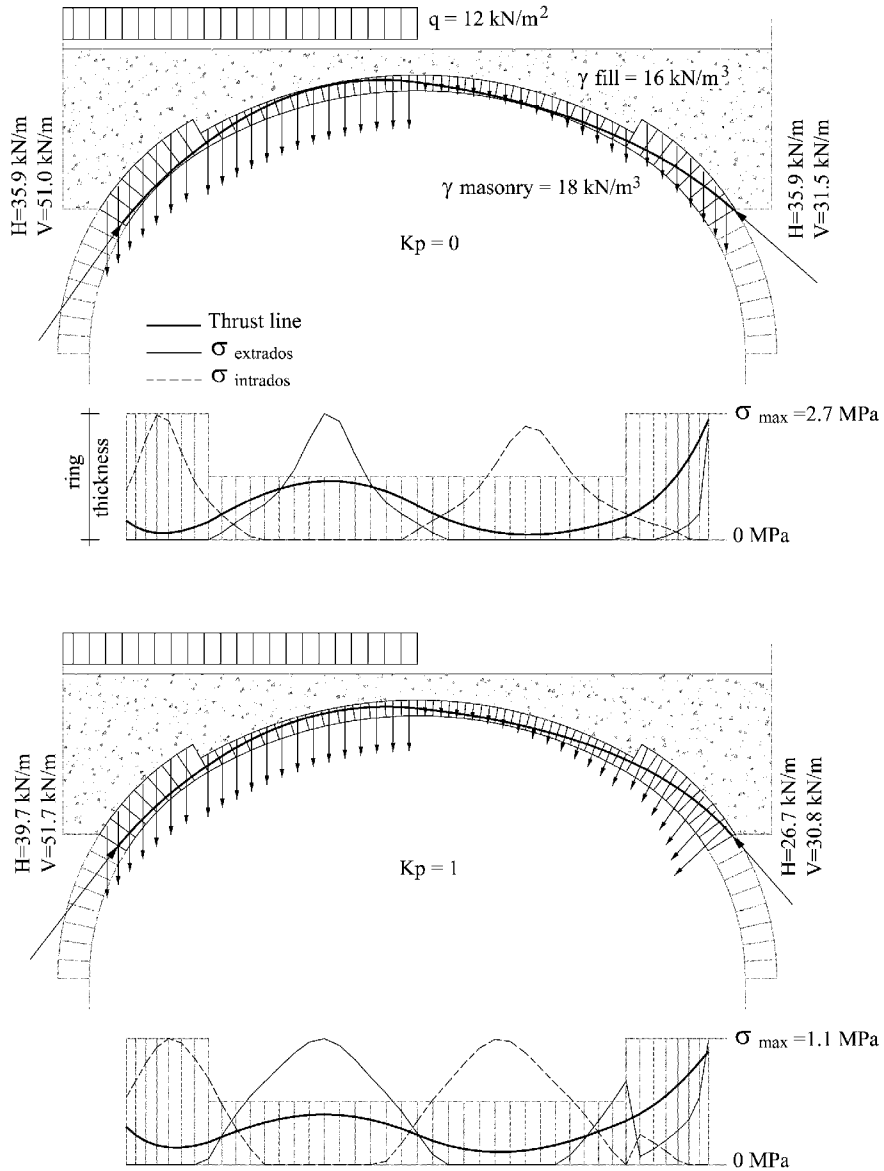 q = 12 kN/m²
γ fill = 16 kN/m³
H=35.9 kN/m
V=51.0 kN/m
γ masonry = 18 kN/m³
Kp = 0
H=35.9 kN/m
V=31.5 kN/m
Thrust line
σ extrados
σ intrados
ring
thickness
σ max =2.7 MPa
0 MPa
H=39.7 kN/m
V=51.7 kN/m
Kp = 1
H=26.7 kN/m
V=30.8 kN/m
σ max =1.1 MPa
0 MPa